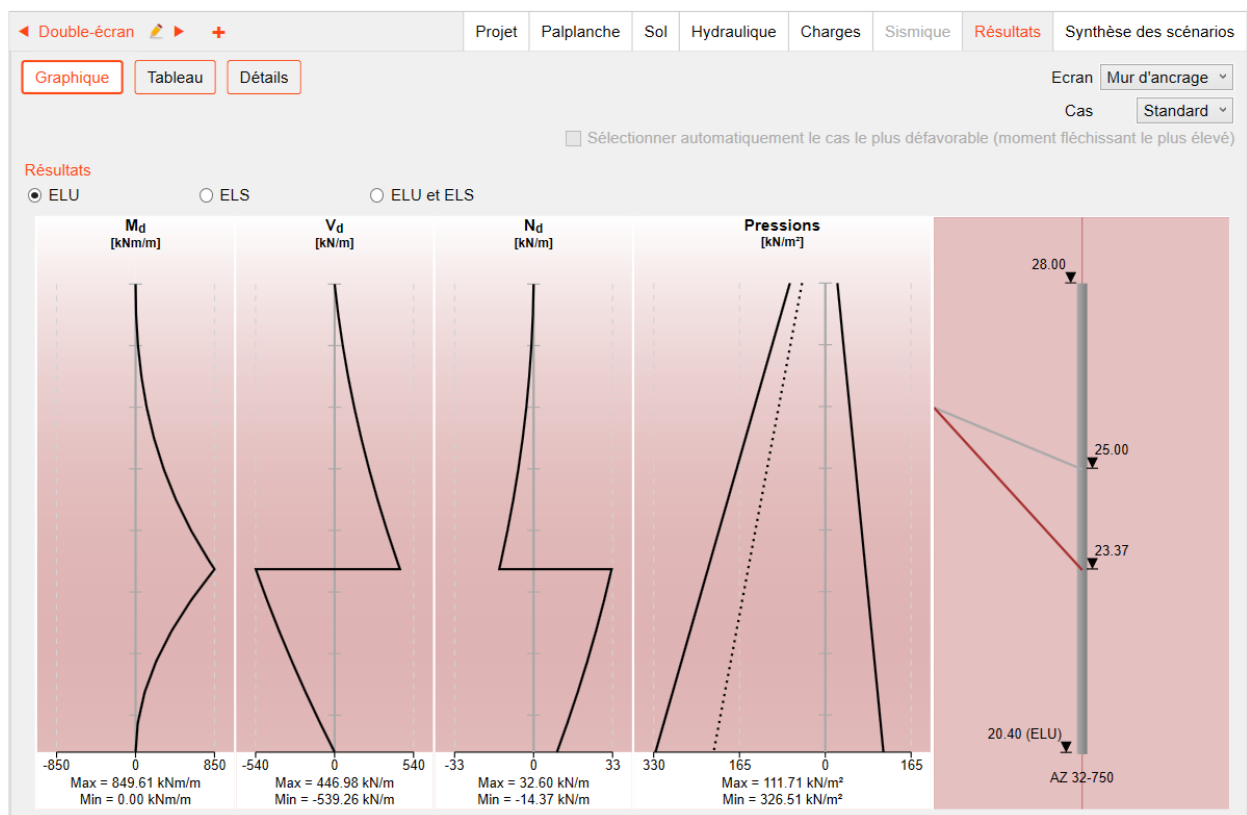 Double-écran
Projet Palplanche Sol Hydraulique Charges Sismique Résultats Synthèse des scénarios
Graphique Tableau Détails
Ecran Mur d'ancrage
Cas Standard
Sélectionner automatiquement le cas le plus défavorable (moment fléchissant le plus élevé)
Résultats
ELU ELS ELU et ELS
Md Vd Nd Pressions
[kNm/m] [kN/m] [kN/m] [kN/m²]
28.00
25.00
23.37
20.40 (ELU)
-850 0 850 -540 0 540 -33 0 33 330 165 0 165
AZ 32-750
Max = 849.61 kNm/m Max = 446.98 kN/m Max = 32.60 kN/m Max = 111.71 kN/m²
Min = 0.00 kNm/m Min = -539.26 kN/m Min = -14.37 kN/m Min = 326.51 kN/m²